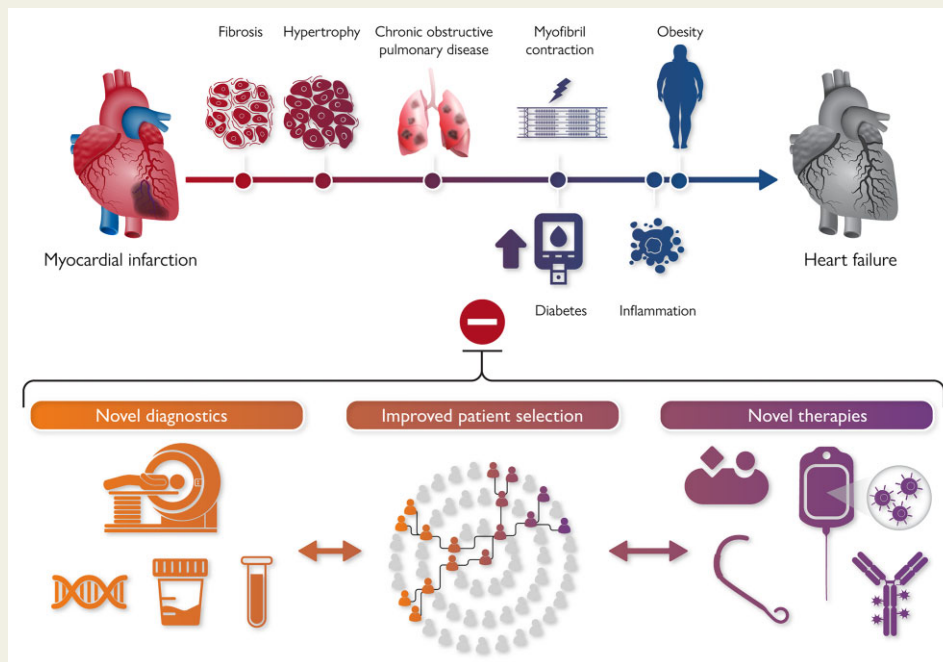 Fibrosis
Hypertrophy
Chronic obstructive
pulmonary disease
Myofibril
contraction
Obesity
Myocardial infarction
Heart failure
Diabetes
Inflammation
Novel diagnostics
Improved patient selection
Novel therapies